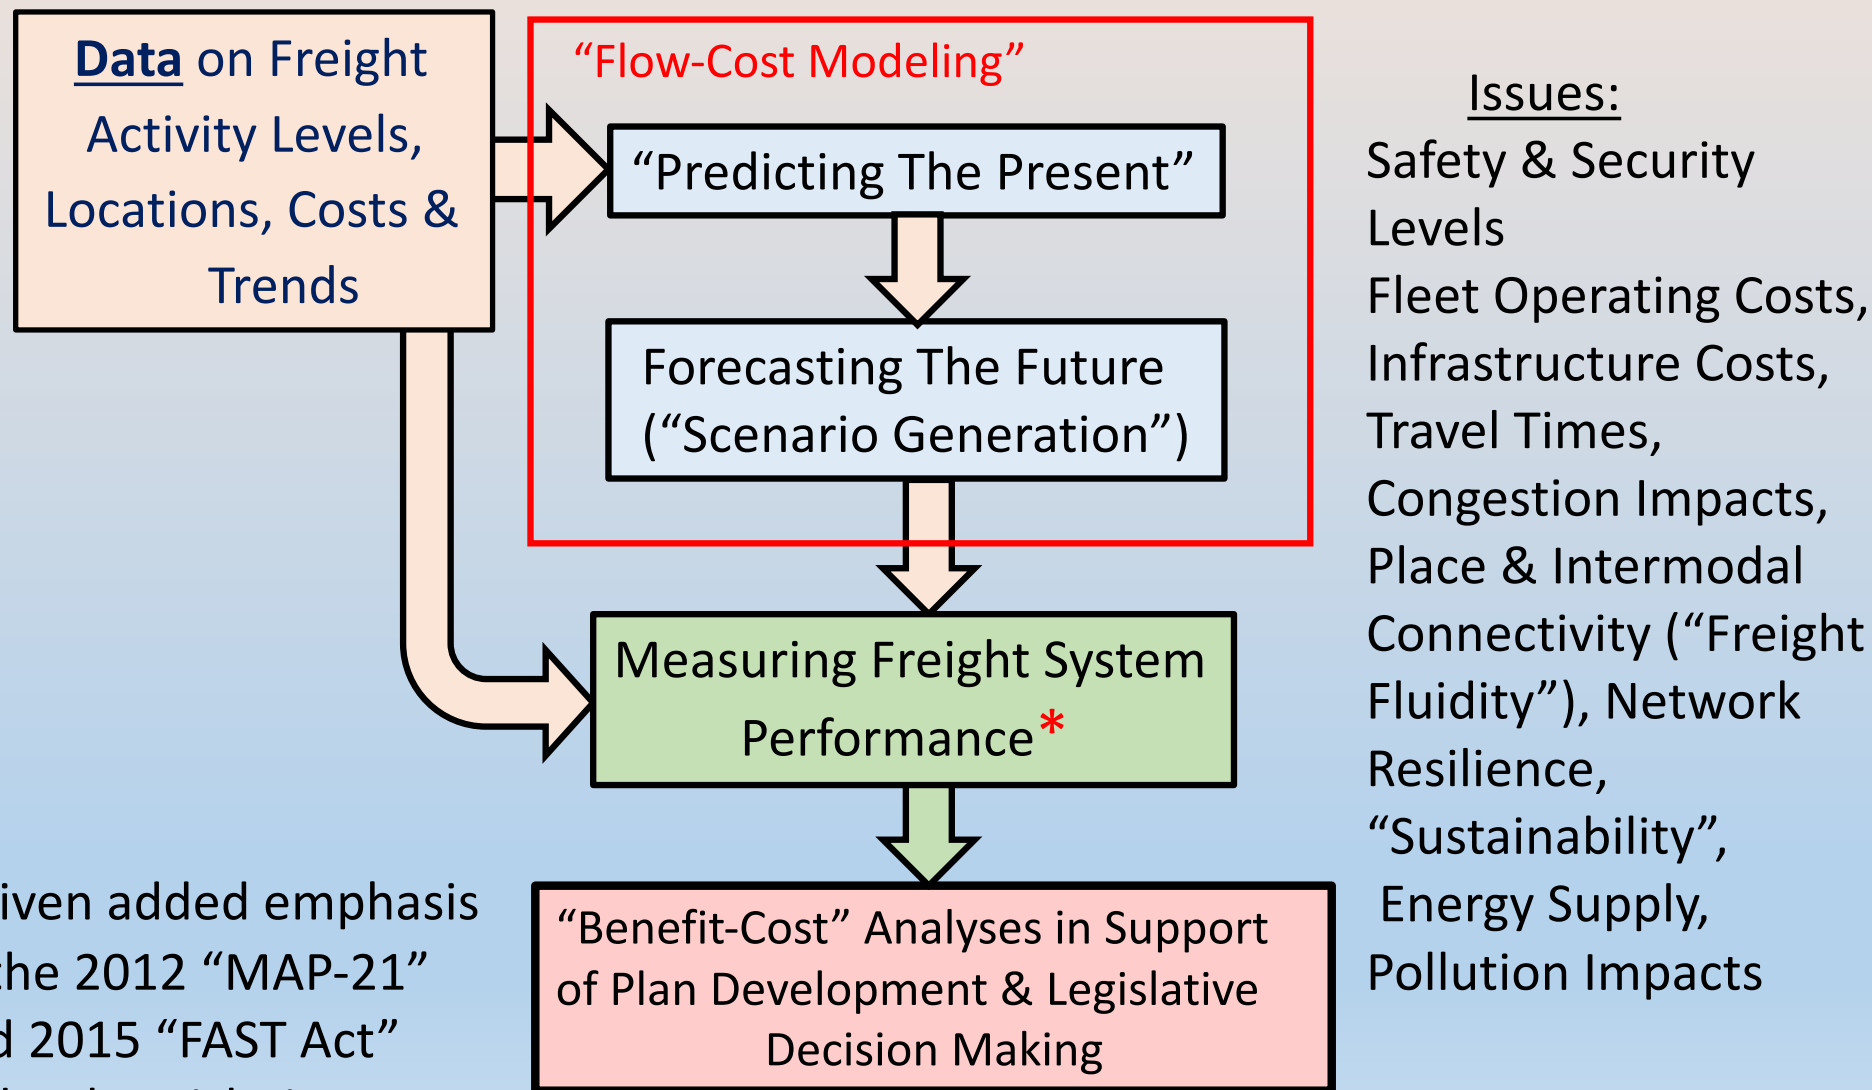 Data on Freight
Activity Levels,
Locations, Costs &
Trends
“Flow-Cost Modeling”
“Predicting The Present”
Forecasting The Future
(“Scenario Generation”)
Measuring Freight System
Performance*
“Benefit-Cost” Analyses in Support
of Plan Development & Legislative
Decision Making
Issues:
Safety & Security
Levels
Fleet Operating Costs,
Infrastructure Costs,
Travel Times,
Congestion Impacts,
Place & Intermodal
Connectivity (“Freight
Fluidity”), Network
Resilience,
“Sustainability”,
Energy Supply,
Pollution Impacts
added emphasis
the 2012 “MAP-21”
2015 “FAST Act”